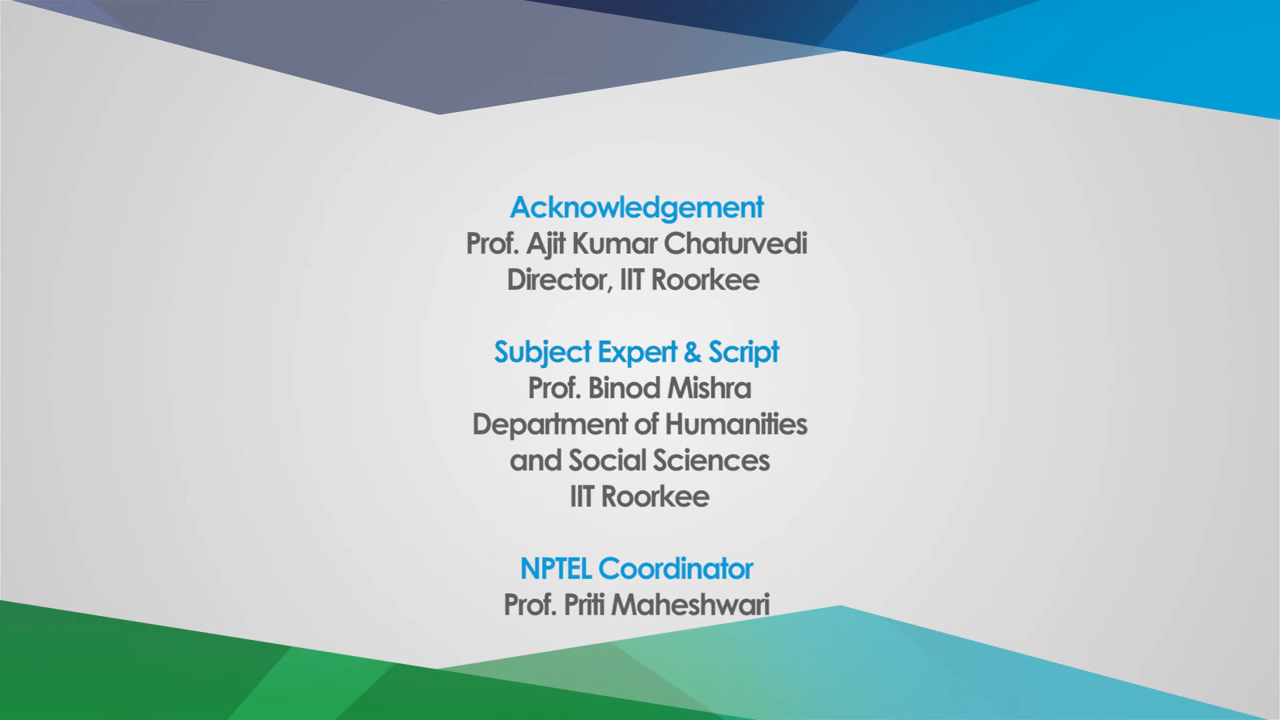 Acknowledgement
Prof. Ajit Kumar Chaturvedi
Director, IIT Roorkee
Subject Expert & Script
Prof. Binod Mishra
Department of Humanities
and Social Sciences
IIT Roorkee
NPTEL Coordinator
Prof. Priti Maheshwari